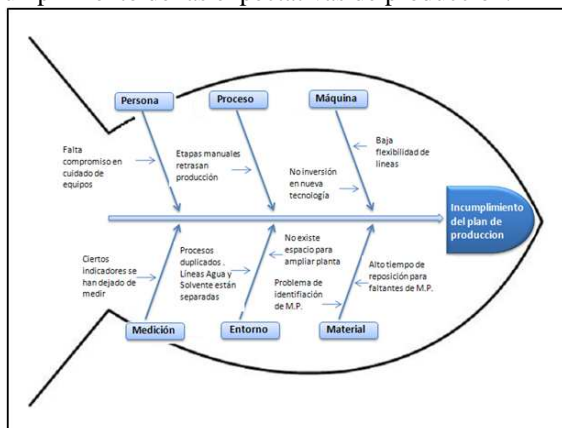 Persona
Proceso
Máquina
Falta
compromiso en
cuidado de
equipos
Etapas manuales
retrasan
producción
No inversión
en nueva
tecnología
Baja
flexibilidad de
líneas
Incumplimiento
del plan de
produccion
Ciertos
indicadores se
han dejado de
medir
Procesos
duplicados .
Líneas Agua y
Solvente están
separadas
No existe
espacio para
ampliar planta
Problema de
identifiación
de M.P.
Alto tiempo de
reposición para
faltantes de M.P.
Medición
Entorno
Material